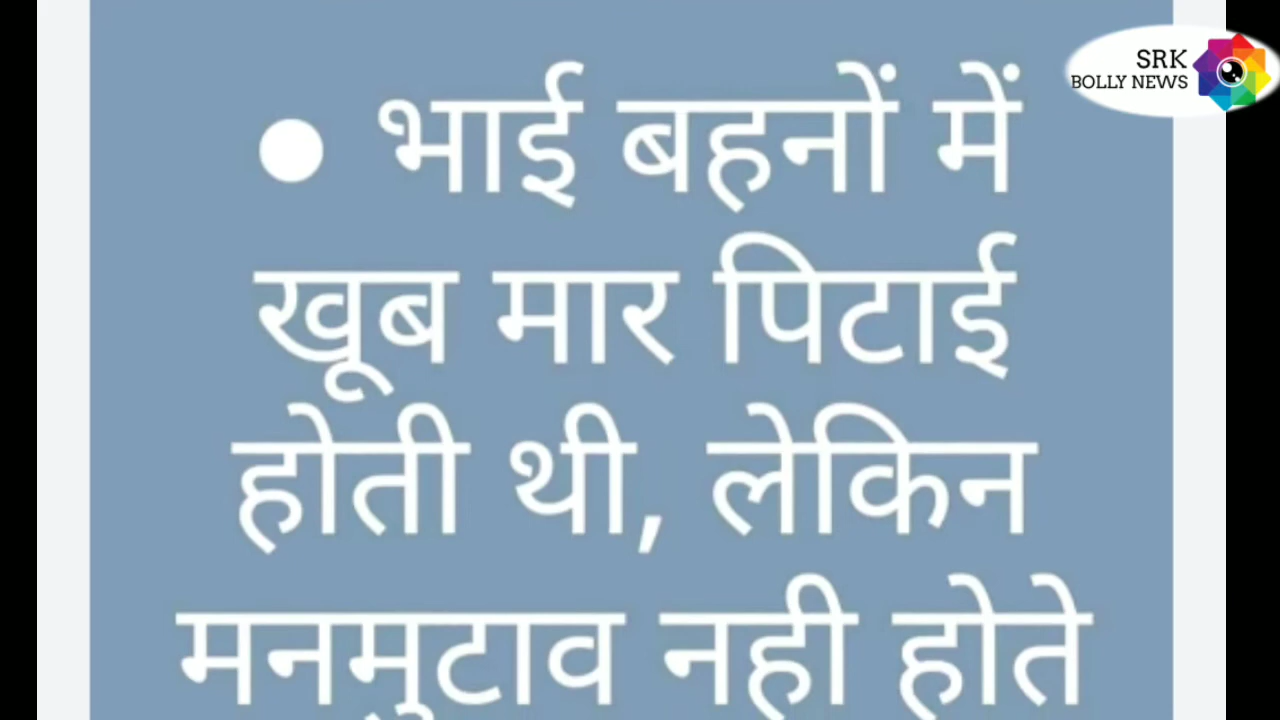 SRK
BOLLY NEWS
• भाई बहनों में
खूब मार पिटाई
होती थी, लेकिन
मनमुटाव नही होते